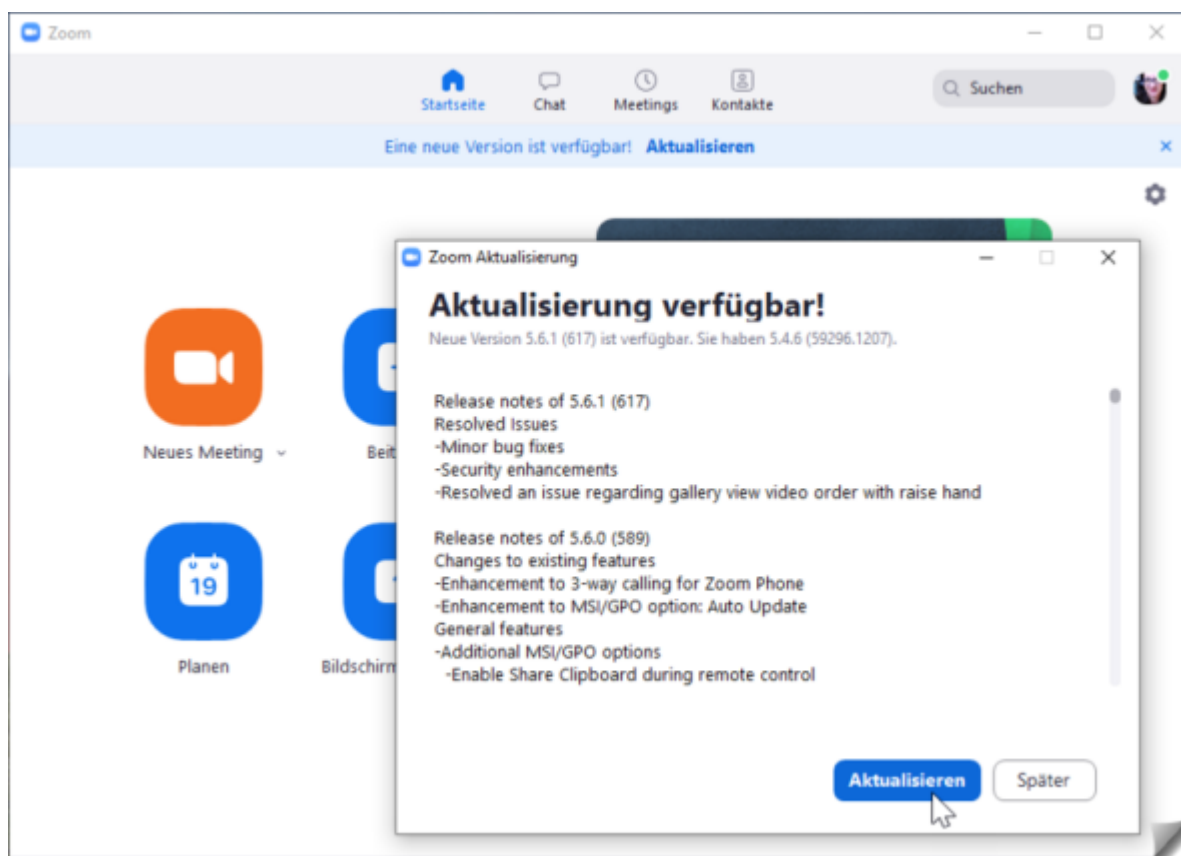 Zoom
Startseite
Chat
Meetings
Kontakte
Suchen
Eine neue Version ist verfügbar! Aktualisieren
Neues Meeting
Beit
19
Planen
Bildschirm
Zoom Aktualisierung
Aktualisierung verfügbar!
Neue Version 5.6.1 (617) ist verfügbar. Sie haben 5.4.6 (59296.1207).
Release notes of 5.6.1 (617)
Resolved Issues
-Minor bug fixes
-Security enhancements
-Resolved an issue regarding gallery view video order with raise hand
Release notes of 5.6.0 (589)
Changes to existing features
-Enhancement to 3-way calling for Zoom Phone
-Enhancement to MSI/GPO option: Auto Update
General features
-Additional MSI/GPO options
-Enable Share Clipboard during remote control
Aktualisieren
Später